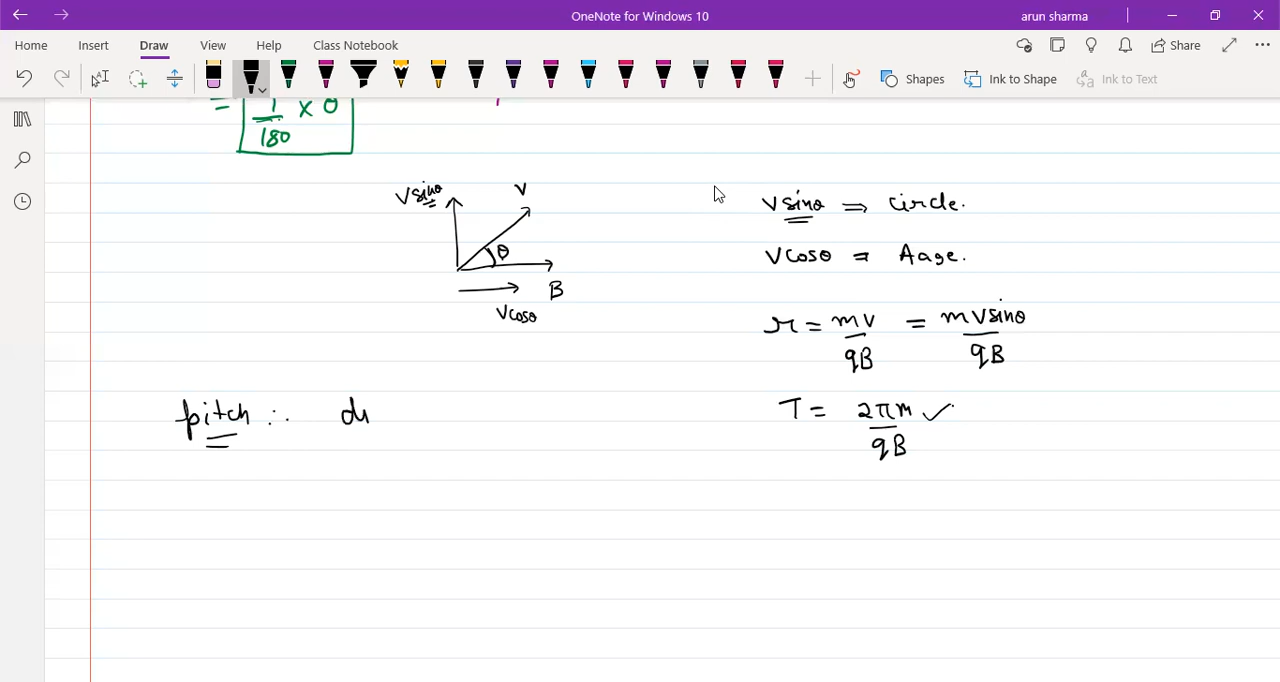 OneNote for Windows 10
arun sharma
Home Insert Draw View Help Class Notebook
Share
Shapes Ink to Shape Ink to Text
= 1/180 x θ
vsinθ
v
θ
B
vcosθ
vsinθ ⇒ circle.
vcosθ = Aage.
r = mv/qB = mvsinθ/qB
T = 2πm/qB ✓
pitch :.